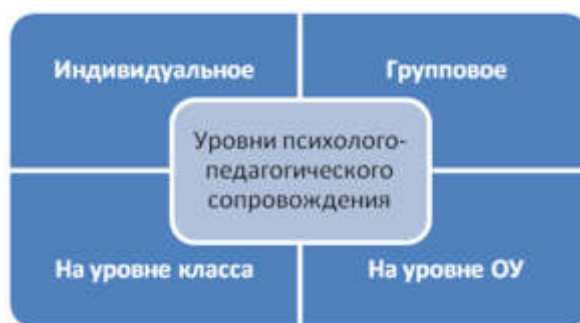 Индивидуальное
Групповое
Уровни психолого-
педагогического
сопровождения
На уровне класса
На уровне ОУ